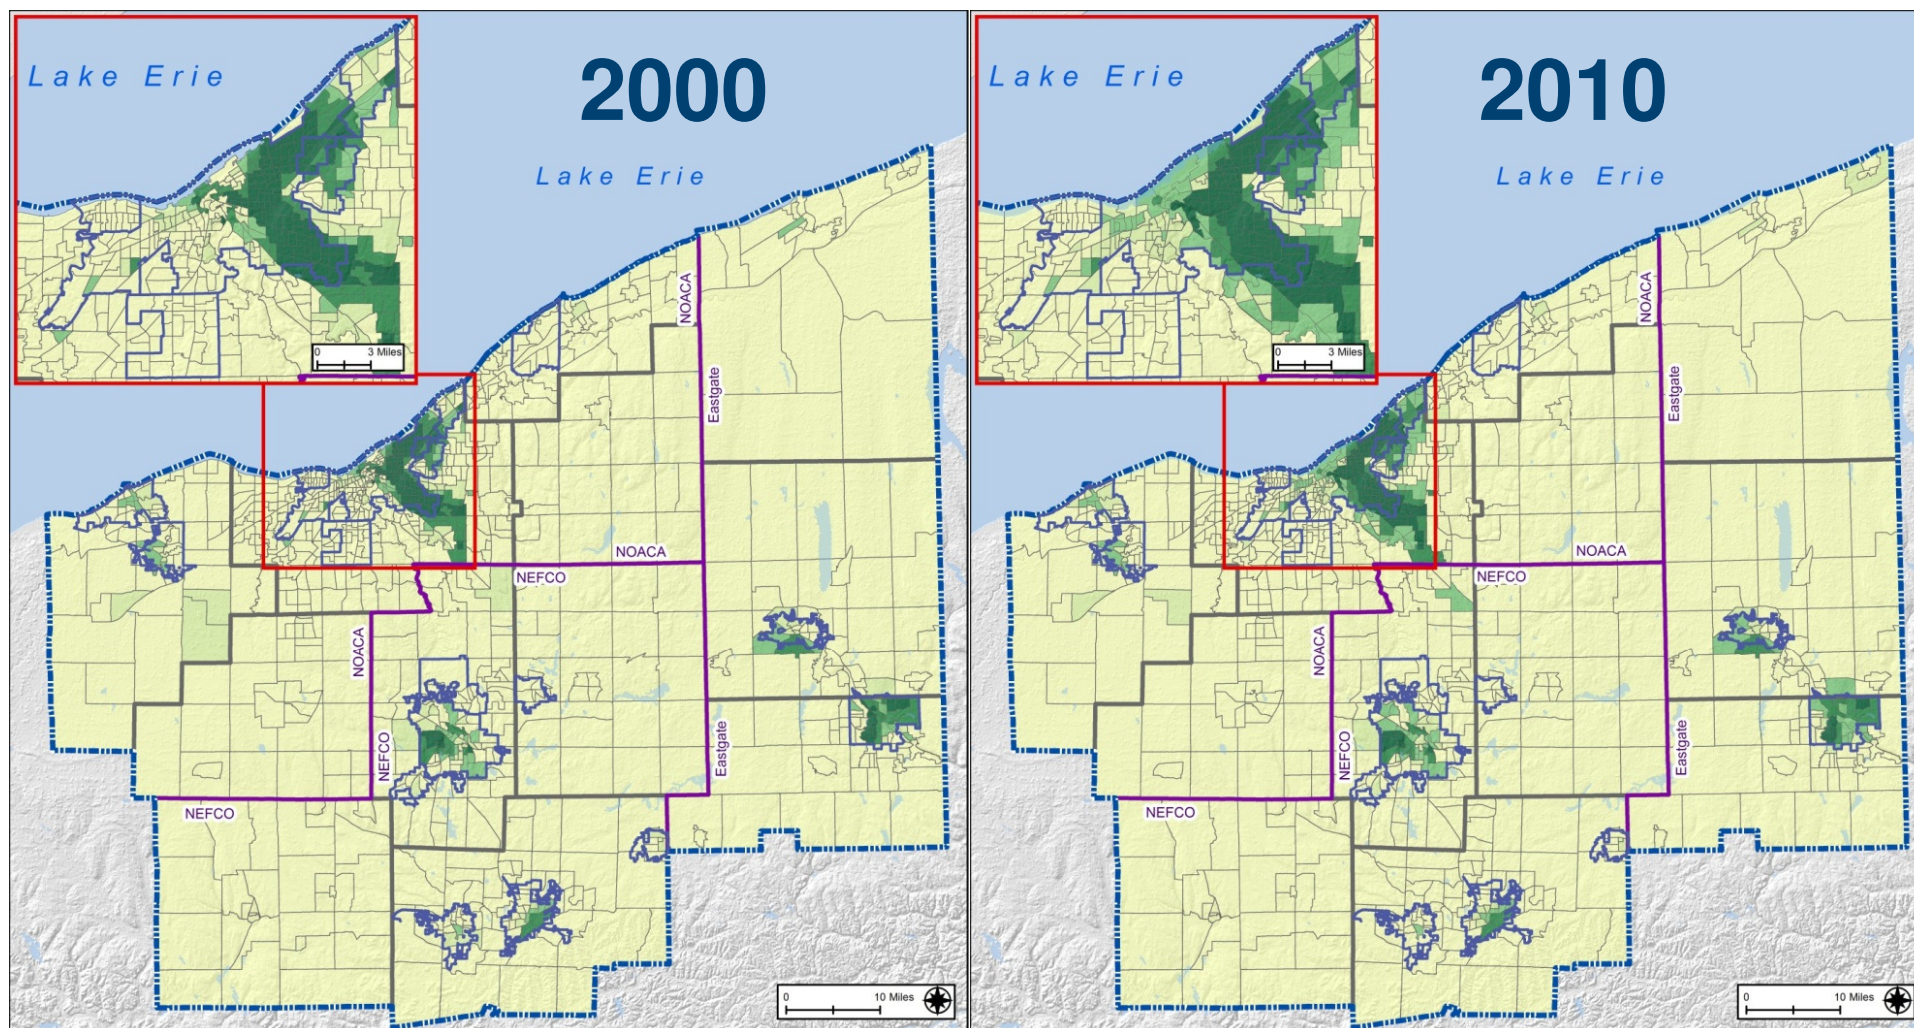 Lake Erie
2000
Lake Erie
0 3 Miles
NOACA
Eastgate
NOACA
NEFCO
NOACA
NEFCO
Eastgate
NEFCO
0 10 Miles
Lake Erie
2010
Lake Erie
0 3 Miles
NOACA
Eastgate
NOACA
NEFCO
NOACA
NEFCO
Eastgate
NEFCO
0 10 Miles